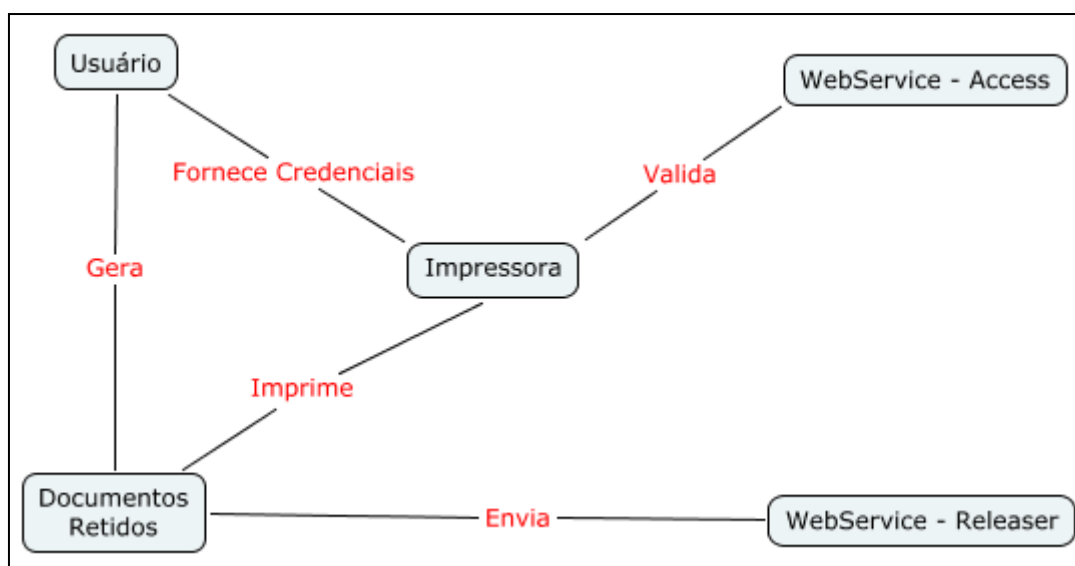 Usuário
WebService - Access
Fornece Credenciais
Valida
Gera
Impressora
Imprime
Documentos
Retidos
Envia
WebService - Releaser